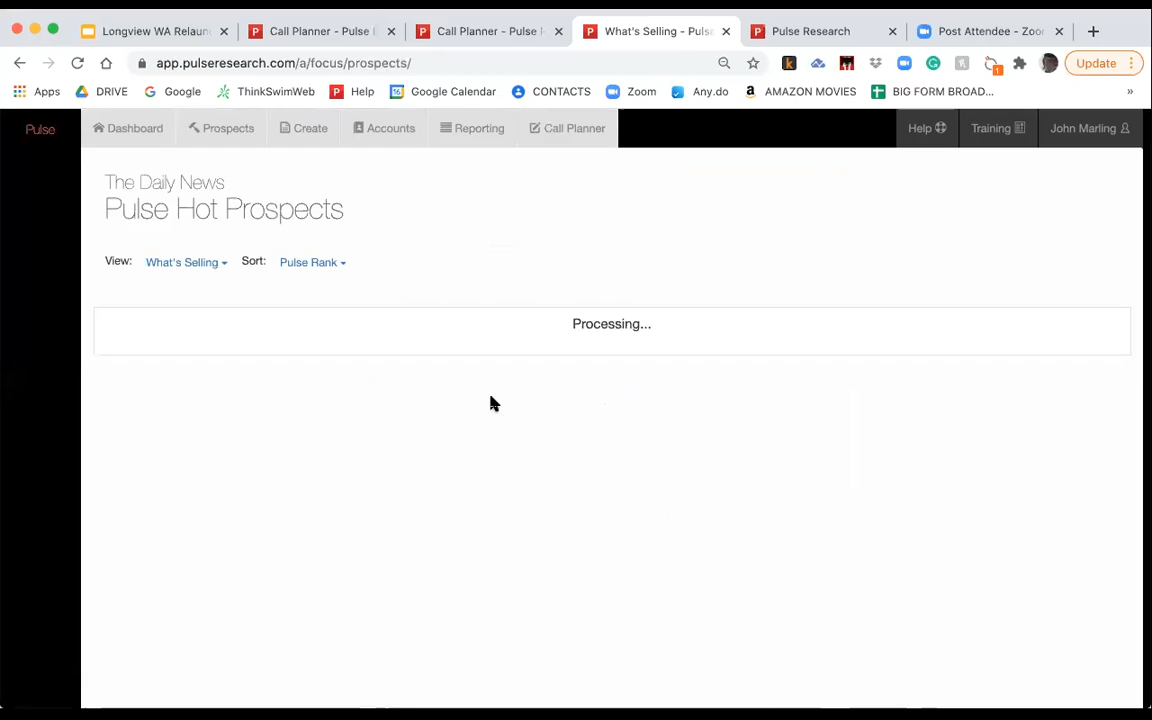 Longview WA Relaun
Call Planner - Pulse
Call Planner - Pulse
What's Selling - Pulse
Pulse Research
Post Attendee - Zoo
app.pulseresearch.com/a/focus/prospects/
Update
Apps
DRIVE
Google
ThinkSwimWeb
Help
Google Calendar
CONTACTS
Zoom
Any.do
AMAZON MOVIES
BIG FORM BROAD...
»
Pulse
Dashboard
Prospects
Create
Accounts
Reporting
Call Planner
Help
Training
John Marling
The Daily News
Pulse Hot Prospects
View: What's Selling Sort: Pulse Rank
Processing...